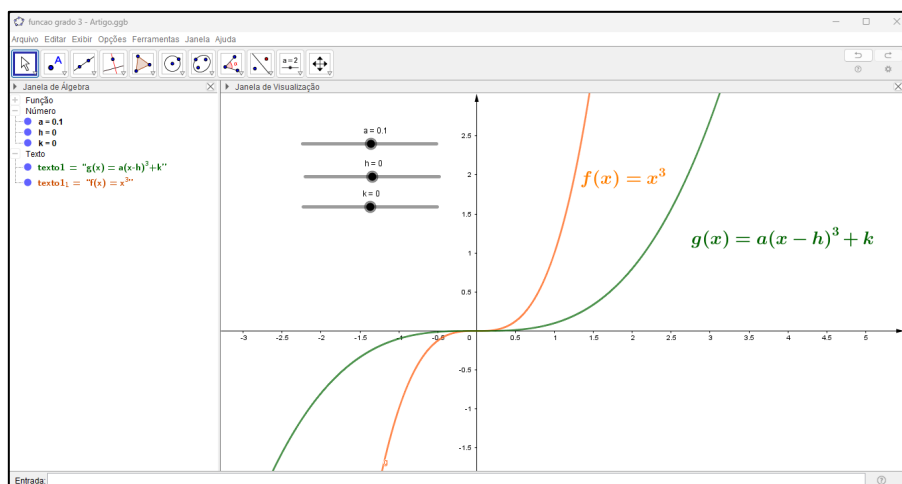 funcao grado 3 - Artigo.ggb
Arquivo Editar Exibir Opções Ferramentas Janela Ajuda
A
α
a=2
Janela de Álgebra
Janela de Visualização
Função
Número
a = 0.1
h = 0
k = 0
Texto
texto1 = "g(x) = a(x-h)³+k"
texto1₁ = "f(x) = x³"
a = 0.1
h = 0
k = 0
f(x) = x³
g(x) = a(x − h)³ + k
2.5
2
1.5
1
0.5
-3 -2.5 -2 -1.5 -1 -0.5 0 0.5 1 1.5 2 2.5 3 3.5 4 4.5 5
-0.5
-1
-1.5
Entrada: